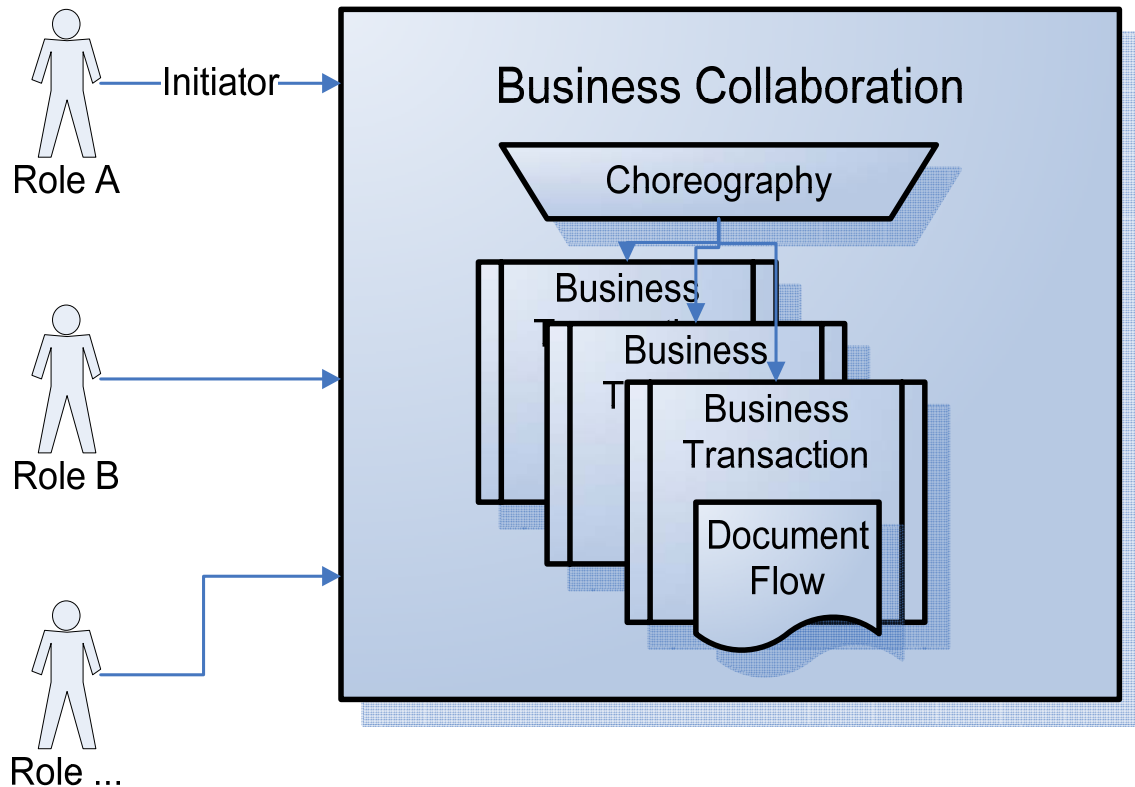 Initiator
Role A
Business Collaboration
Choreography
Business
Business
Business
Transaction
Document
Flow
Role B
Role ...